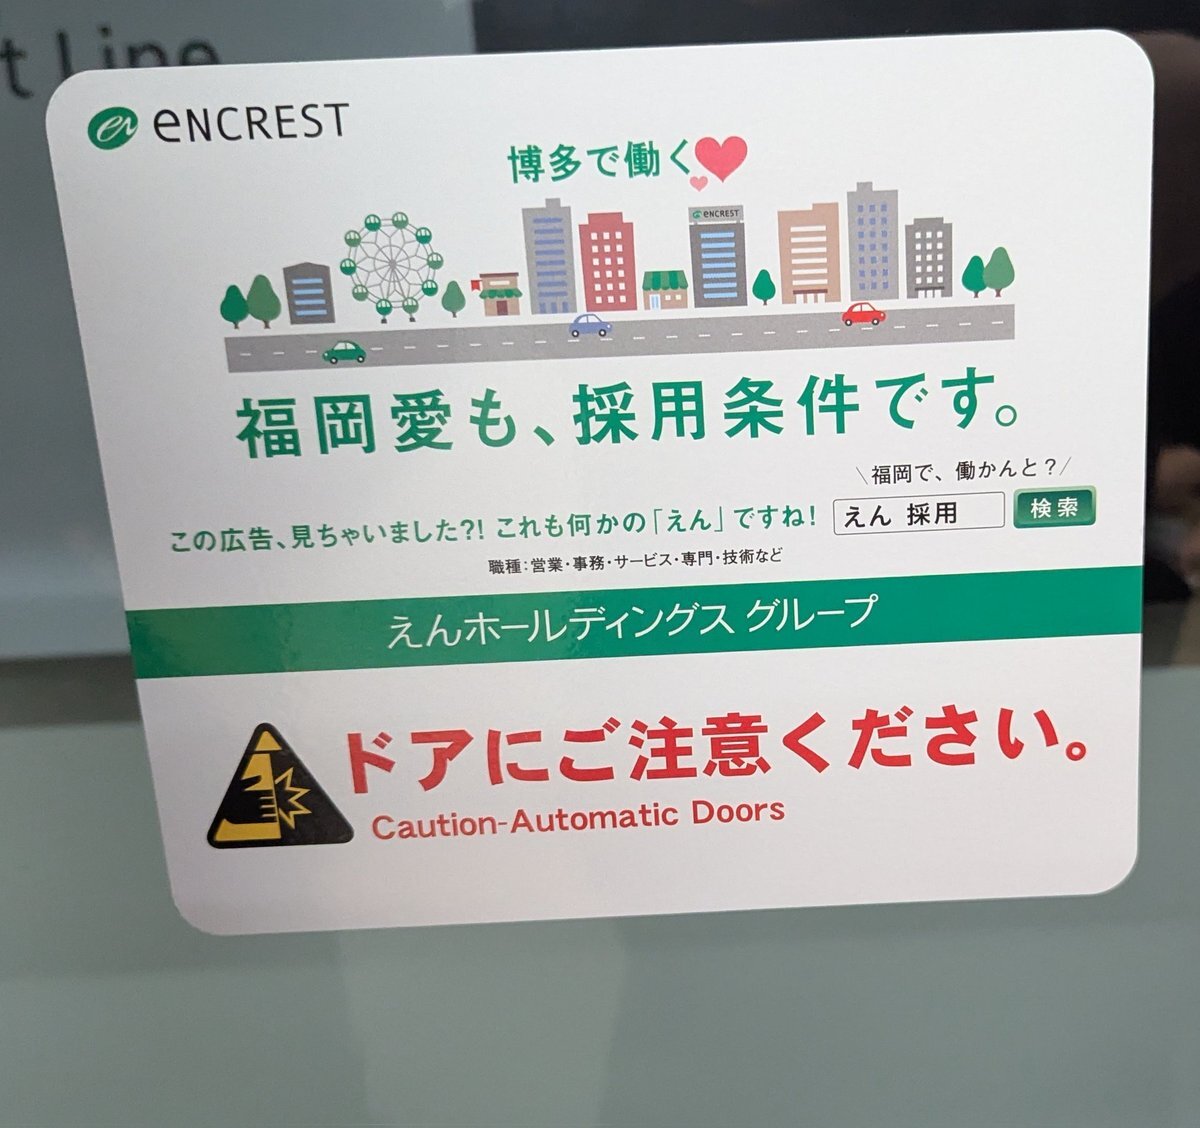 t Line
en eNCREST
博多で働く
eNCREST
福岡愛も、採用条件です。
\福岡で、働かんと?/
えん 採用 検索
この広告、見ちゃいました?! これも何かの「えん」ですね!
職種:営業・事務・サービス・専門・技術など
えんホールディングス グループ
ドアにご注意ください。
Caution-Automatic Doors